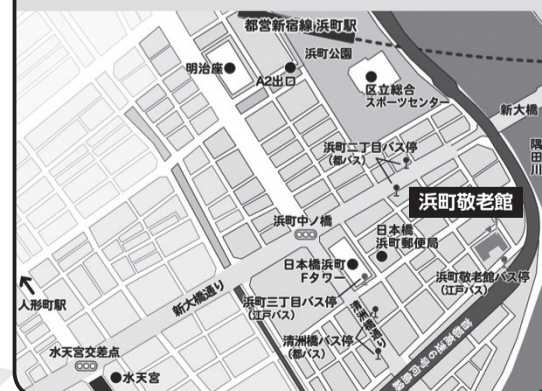 都営新宿線 浜町駅
浜町公園
明治座
A2出口
区立総合
スポーツセンター
新大橋
隅田川
浜町二丁目バス停
(都バス)
浜町敬老館
浜町中ノ橋
日本橋
浜町郵便局
日本橋浜町
Fタワー
浜町敬老館バス停
(江戸バス)
人形町駅
新大橋通り
浜町三丁目バス停
(江戸バス)
清洲橋通り
清洲橋バス停
(都バス)
首都高速6号向島線
水天宮交差点
水天宮